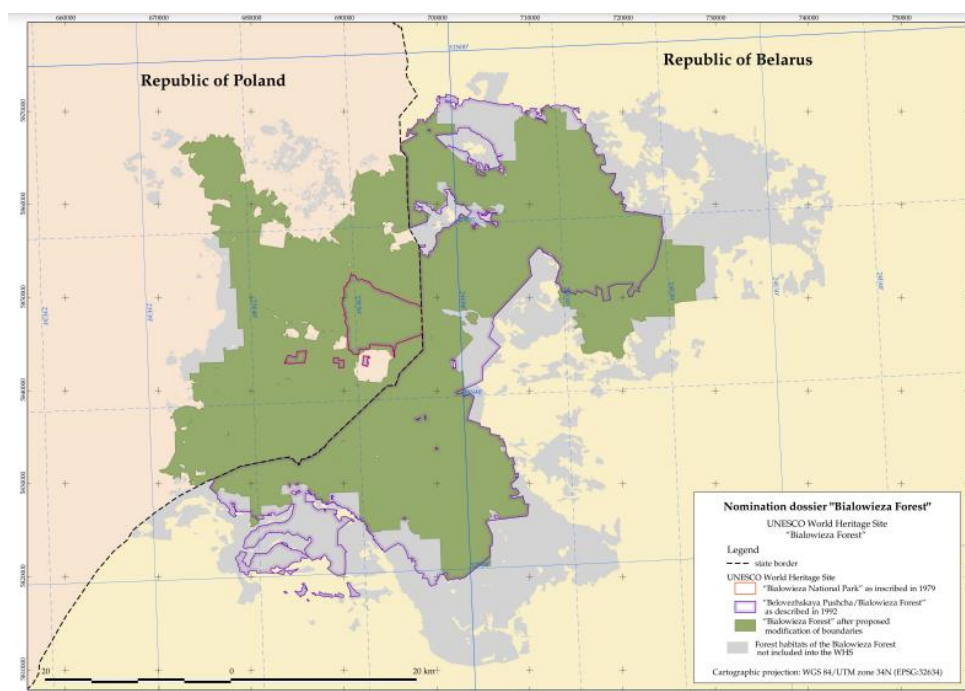 660000 670000 680000 690000 700000 710000 720000 730000 740000 750000
Republic of Poland
Republic of Belarus
20 0 20 km
Nomination dossier "Bialowieza Forest"
UNESCO World Heritage Site
"Bialowieza Forest"
Legend
state border
UNESCO World Heritage Site
"Bialowieza National Park" as inscribed in 1979
"Belovezhskaya Pushcha/Bialowieza Forest"
as described in 1992
"Bialowieza Forest" after proposed
modification of boundaries
Forest habitats of the Bialowieza Forest
not included into the WHS
Cartographic projection: WGS 84/UTM zone 34N (EPSG:32634)